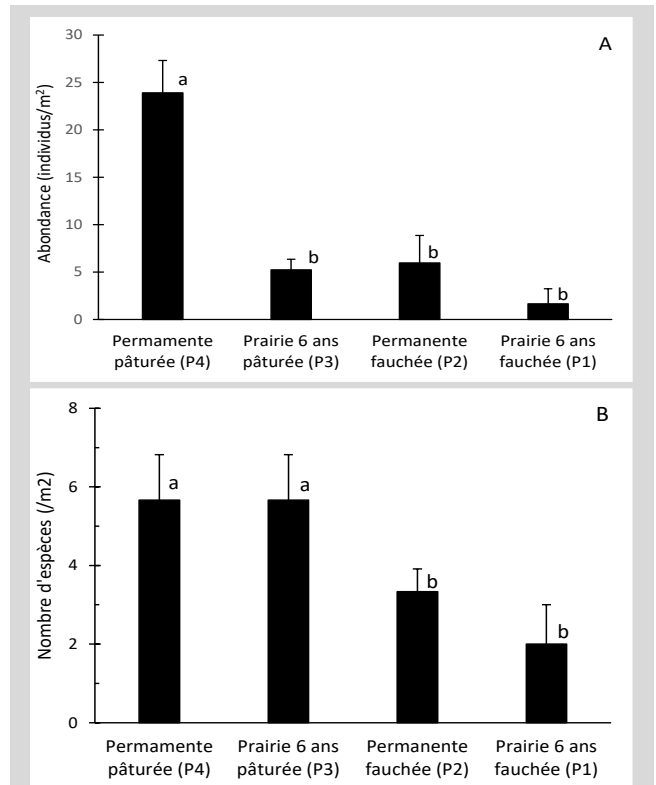 A
Abondance (individus/m²)
30
25
20
15
10
5
0
a
b
b
b
Permamente
pâturée (P4)
Prairie 6 ans
pâturée (P3)
Permanente
fauchée (P2)
Prairie 6 ans
fauchée (P1)
B
Nombre d'espèces (/m2)
8
6
4
2
0
a
a
b
b
Permamente
pâturée (P4)
Prairie 6 ans
pâturée (P3)
Permanente
fauchée (P2)
Prairie 6 ans
fauchée (P1)